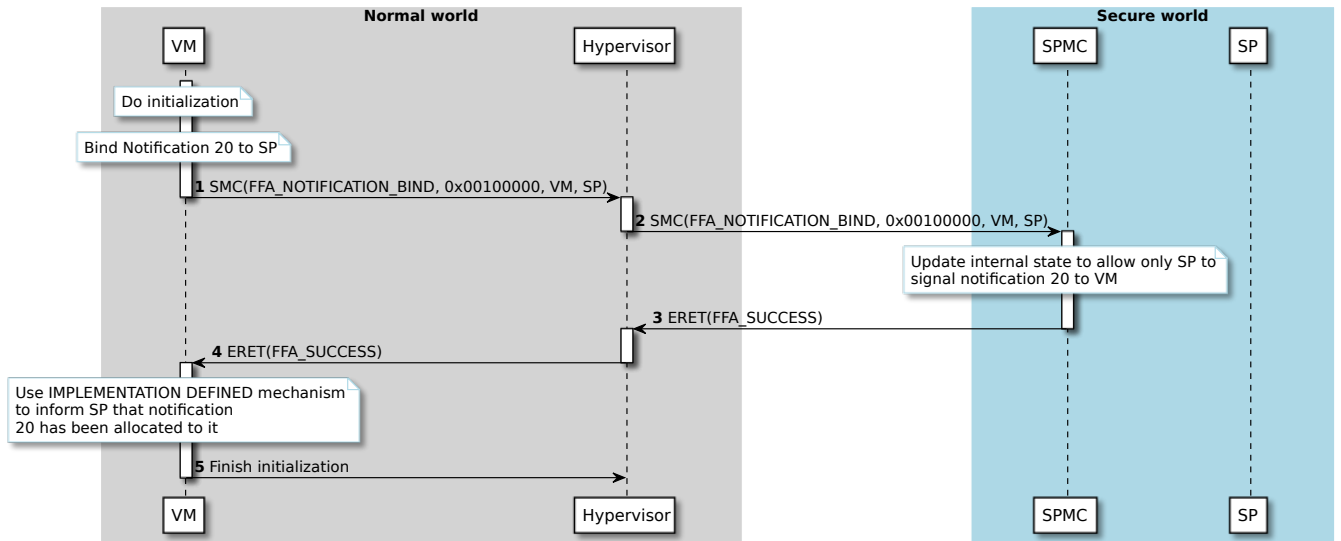 Normal world
Secure world
VM
Hypervisor
SPMC
SP
Do initialization
Bind Notification 20 to SP
1 SMC(FFA_NOTIFICATION_BIND, 0x00100000, VM, SP)
2 SMC(FFA_NOTIFICATION_BIND, 0x00100000, VM, SP)
Update internal state to allow only SP to
signal notification 20 to VM
3 ERET(FFA_SUCCESS)
4 ERET(FFA_SUCCESS)
Use IMPLEMENTATION DEFINED mechanism
to inform SP that notification
20 has been allocated to it
5 Finish initialization
VM
Hypervisor
SPMC
SP